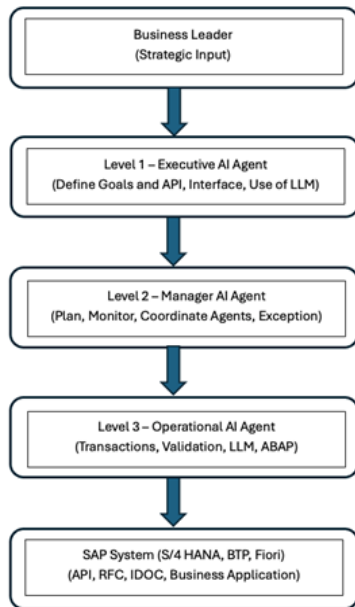 Business Leader
(Strategic Input)
Level 1 – Executive AI Agent
(Define Goals and API, Interface, Use of LLM)
Level 2 – Manager AI Agent
(Plan, Monitor, Coordinate Agents, Exception)
Level 3 – Operational AI Agent
(Transactions, Validation, LLM, ABAP)
SAP System (S/4 HANA, BTP, Fiori)
(API, RFC, IDOC, Business Application)